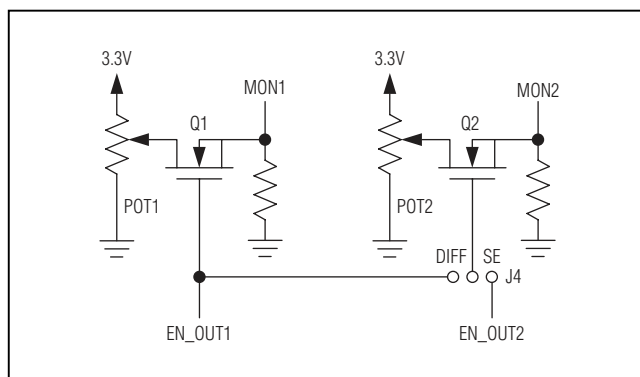 3.3V
MON1
Q1
POT1
3.3V
MON2
Q2
POT2
DIFF SE
J4
EN_OUT1
EN_OUT2